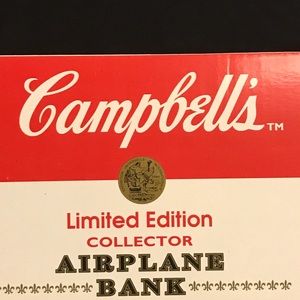 Campbell's™
Limited Edition
COLLECTOR
AIRPLANE
BANK